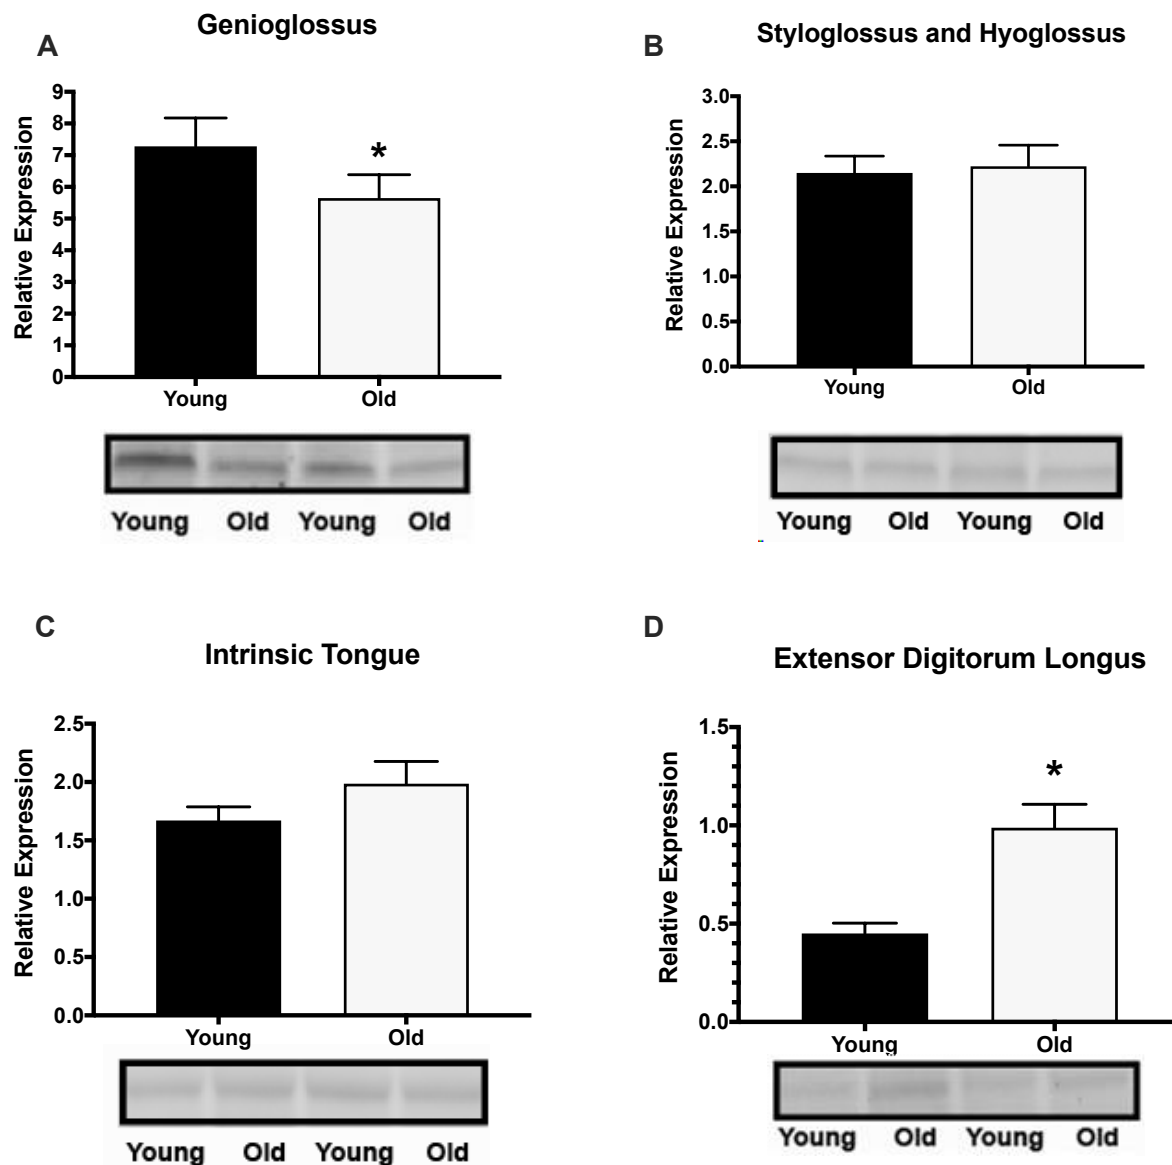 A
Genioglossus
Relative Expression
9
8
7
6
5
4
3
2
1
0
*
Young Old
Young Old Young Old
B
Styloglossus and Hyoglossus
Relative Expression
3.0
2.5
2.0
1.5
1.0
0.5
0.0
Young Old
Young Old Young Old
C
Intrinsic Tongue
Relative Expression
2.5
2.0
1.5
1.0
0.5
0.0
Young Old
Young Old Young Old
D
Extensor Digitorum Longus
Relative Expression
1.5
1.0
0.5
0.0
*
Young Old
Young Old Young Old